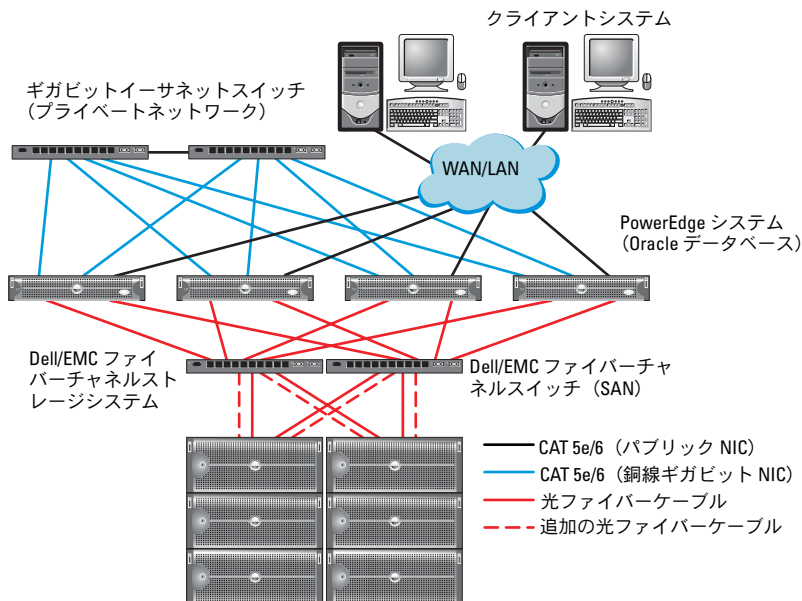 クライアントシステム
ギガビットイーサネットスイッチ
（プライベートネットワーク）
WAN/LAN
PowerEdge システム
（Oracle データベース）
Dell/EMC ファイ
バーチャネルスト
レージシステム
Dell/EMC ファイバーチャ
ネルスイッチ（SAN）
CAT 5e/6（パブリック NIC）
CAT 5e/6（銅線ギガビット NIC）
光ファイバーケーブル
追加の光ファイバーケーブル